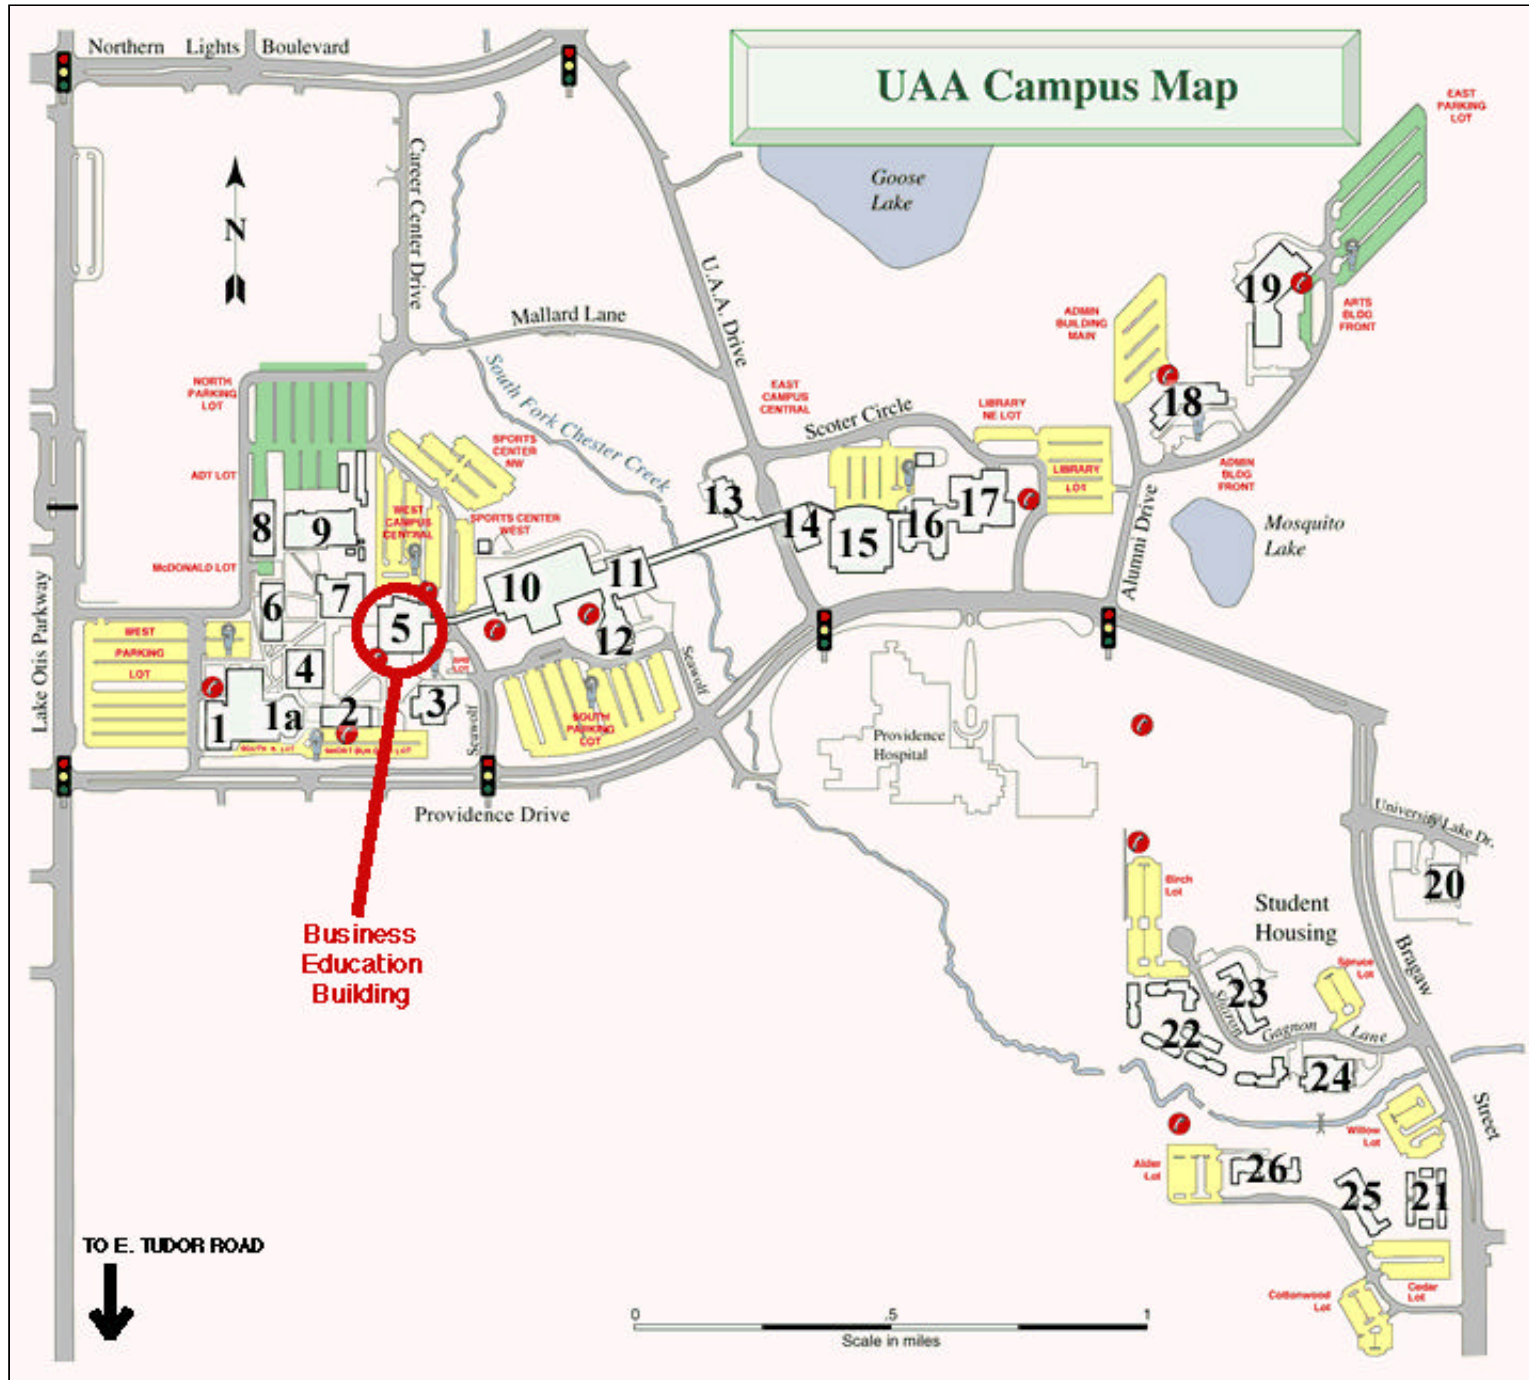 Northern Lights Boulevard
UAA Campus Map
EAST
PARKING
LOT
Goose
Lake
Career Center Drive
N
U.A.A. Drive
Mallard Lane
19
ARTS
BLDG
FRONT
ADMIN
BUILDING
MAIN
South Fork Chester Creek
NORTH
PARKING
LOT
EAST
CAMPUS
CENTRAL
Scoter Circle
LIBRARY
NE LOT
18
SPORTS
CENTER
NW
ADT LOT
LIBRARY
LOT
ADMIN
BLDG
FRONT
WEST
CAMPUS
CENTRAL
SPORTS CENTER
WEST
8
9
13
14
15
16
17
Alumni Drive
Mosquito
Lake
McDONALD LOT
Lake Otis Parkway
6
7
5
10
11
12
WEST
PARKING
LOT
4
1
1a
2
3
Seawolf
Seawolf
SOUTH
PARKING
LOT
Providence
Hospital
Providence Drive
University Lake Dr.
20
Birch
Lot
Student
Housing
Business
Education
Building
Bragaw
Street
Spruce
Lot
23
22
Sharon
Gagnon
Lane
24
Willow
Lot
Alder
Lot
26
25
21
TO E. TUDOR ROAD
Cedar
Lot
Cottonwood
Lot
0 .5 1
Scale in miles